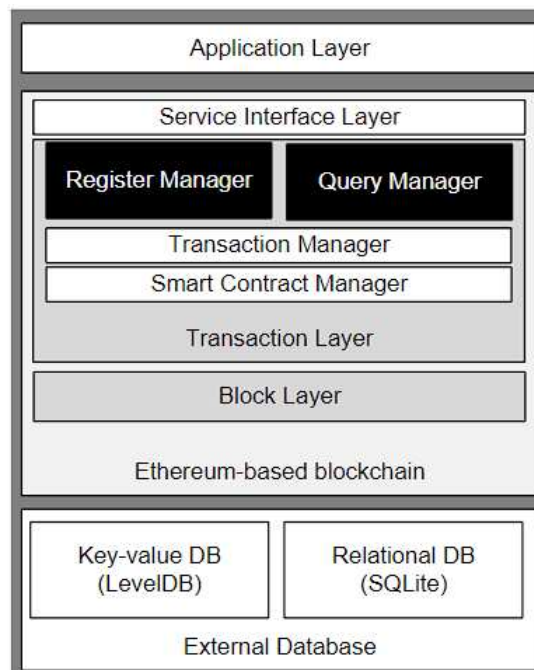 Application Layer
Service Interface Layer
Register Manager
Query Manager
Transaction Manager
Smart Contract Manager
Transaction Layer
Block Layer
Ethereum-based blockchain
Key-value DB
(LevelDB)
Relational DB
(SQLite)
External Database